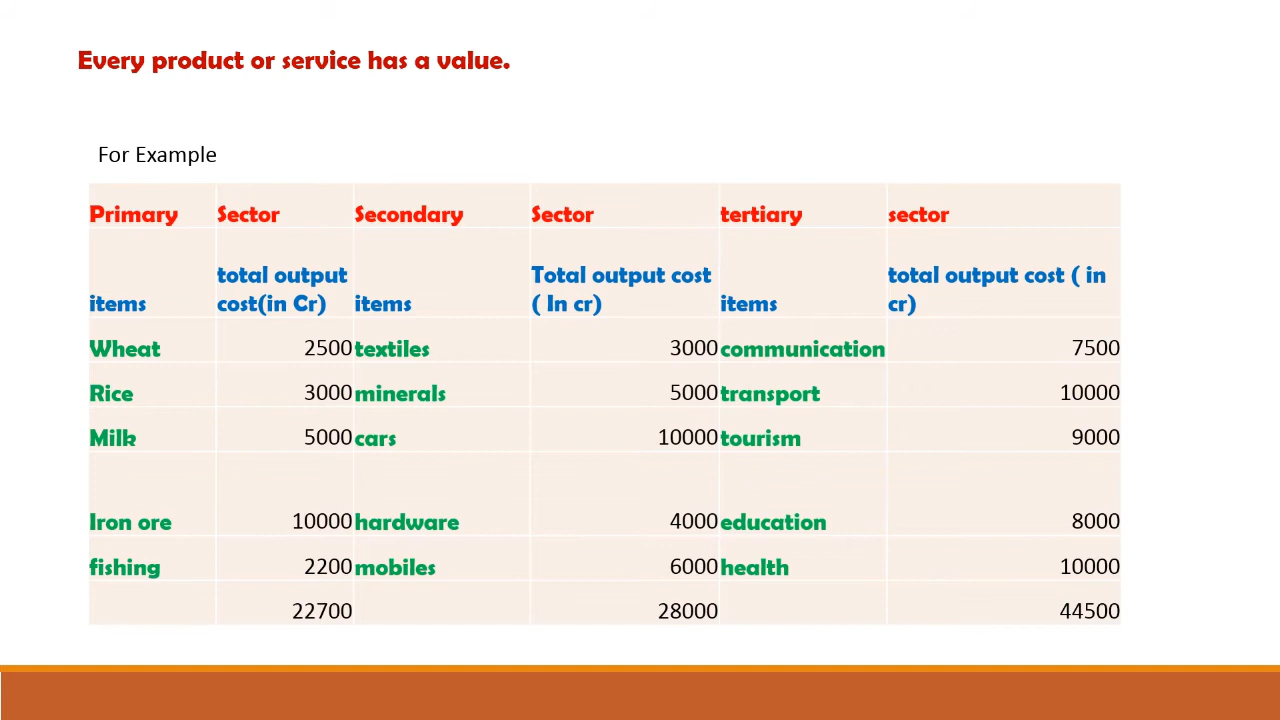 Every product or service has a value.
For Example
Primary Sector Secondary Sector tertiary sector
items total output cost(in Cr) items Total output cost ( In cr) items total output cost ( in cr)
Wheat 2500 textiles 3000 communication 7500
Rice 3000 minerals 5000 transport 10000
Milk 5000 cars 10000 tourism 9000
Iron ore 10000 hardware 4000 education 8000
fishing 2200 mobiles 6000 health 10000
22700 28000 44500